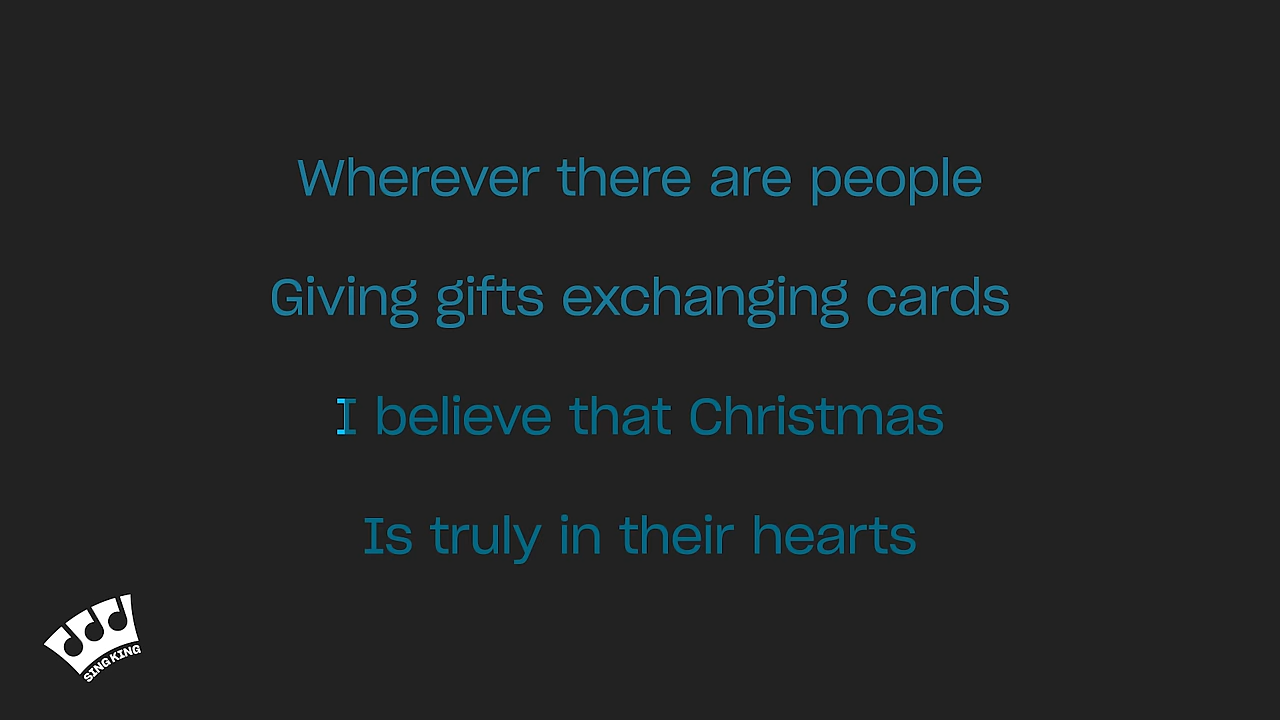 Wherever there are people
Giving gifts exchanging cards
I believe that Christmas
Is truly in their hearts
SING KING